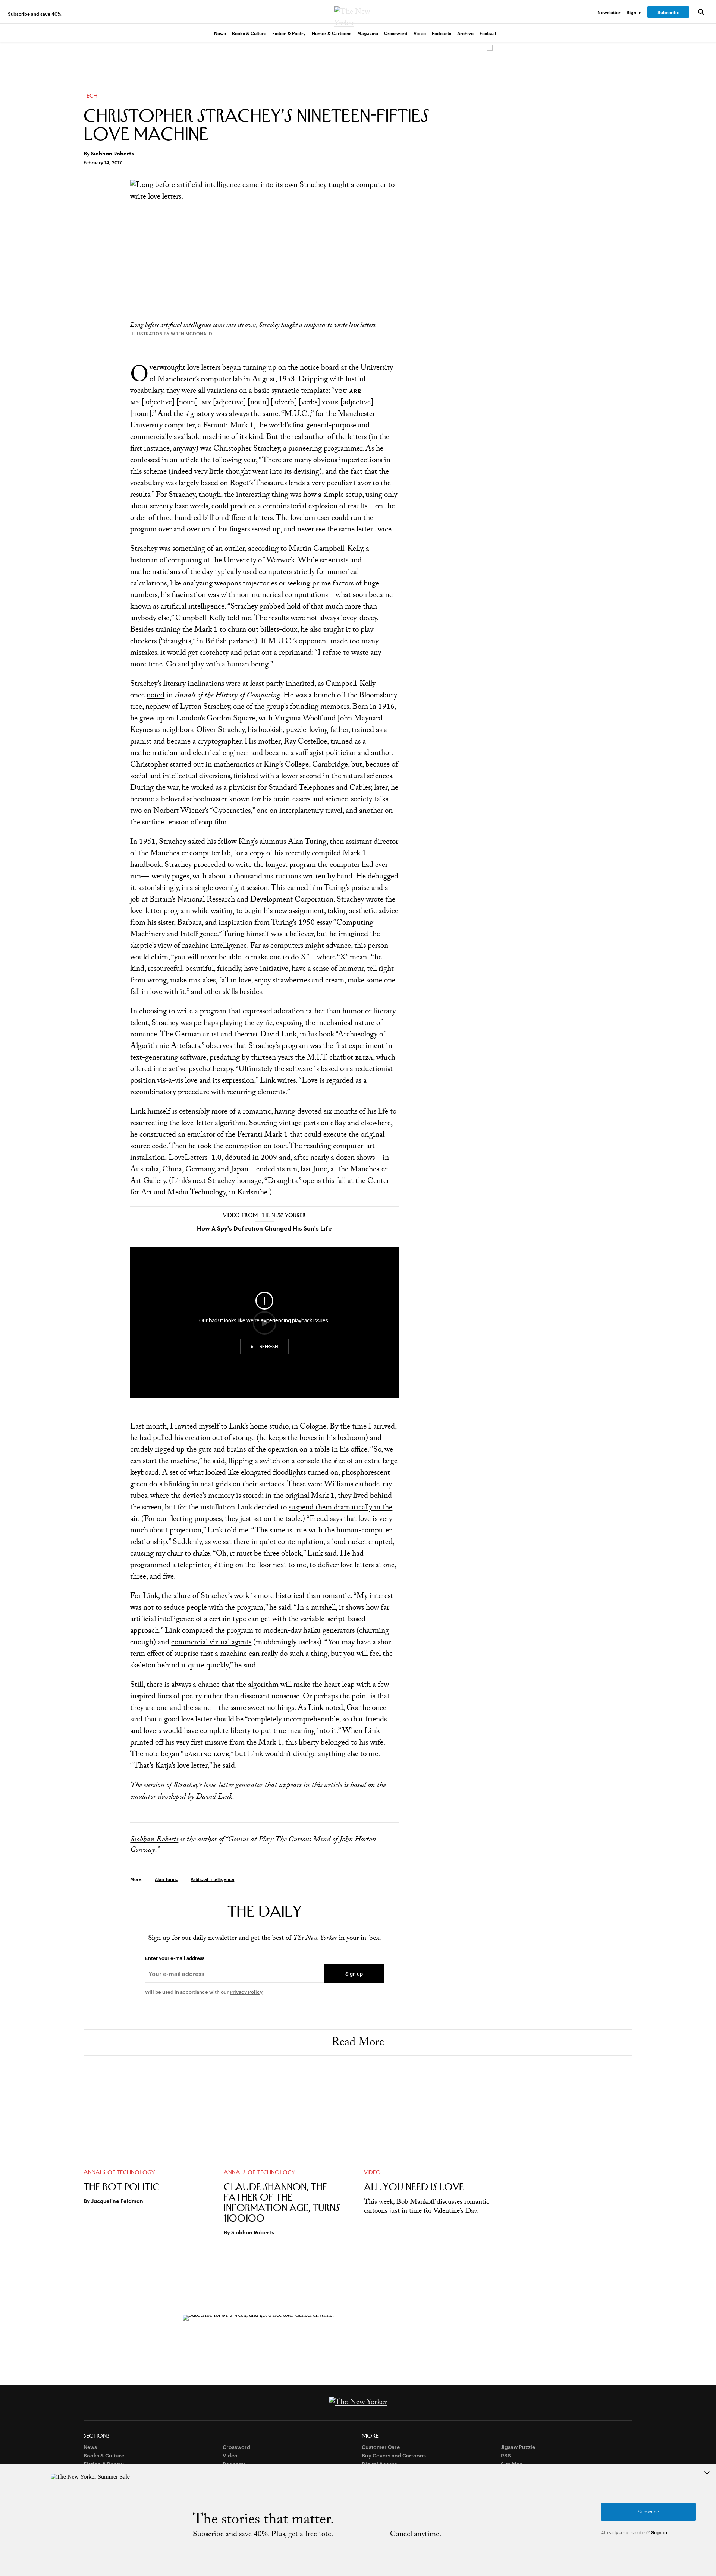 Subscribe and save 40%.
The New
Yorker
Newsletter Sign In Subscribe
News Books & Culture Fiction & Poetry Humor & Cartoons Magazine Crossword Video Podcasts Archive Festival
TECH
CHRISTOPHER STRACHEY'S NINETEEN-FIFTIES
LOVE MACHINE
By Siobhan Roberts
February 14, 2017
Long before artificial intelligence came into its own Strachey taught a computer to
write love letters.
Long before artificial intelligence came into its own, Strachey taught a computer to write love letters.
ILLUSTRATION BY WREN MCDONALD
Overwrought love letters began turning up on the notice board at the University
of Manchester's computer lab in August, 1953. Dipping with lustful
vocabulary, they were all variations on a basic syntactic template: “YOU ARE
MY [adjective] [noun]. MY [adjective] [noun] [adverb] [verbs] YOUR [adjective]
[noun].” And the signatory was always the same: “M.U.C.,” for the Manchester
University computer, a Ferranti Mark 1, the world's first general-purpose and
commercially available machine of its kind. But the real author of the letters (in the
first instance, anyway) was Christopher Strachey, a pioneering programmer. As he
confessed in an article the following year, “There are many obvious imperfections in
this scheme (indeed very little thought went into its devising), and the fact that the
vocabulary was largely based on Roget's Thesaurus lends a very peculiar flavor to the
results.” For Strachey, though, the interesting thing was how a simple setup, using only
about seventy base words, could produce a combinatorial explosion of results—on the
order of three hundred billion different letters. The lovelorn user could run the
program over and over until his fingers seized up, and never see the same letter twice.
Strachey was something of an outlier, according to Martin Campbell-Kelly, a
historian of computing at the University of Warwick. While scientists and
mathematicians of the day typically used computers strictly for numerical
calculations, like analyzing weapons trajectories or seeking prime factors of huge
numbers, his fascination was with non-numerical computations—what soon became
known as artificial intelligence. “Strachey grabbed hold of that much more than
anybody else,” Campbell-Kelly told me. The results were not always lovey-dovey.
Besides training the Mark 1 to churn out billets-doux, he also taught it to play
checkers (“draughts,” in British parlance). If M.U.C.'s opponent made too many
mistakes, it would get crotchety and print out a reprimand: “I refuse to waste any
more time. Go and play with a human being.”
Strachey's literary inclinations were at least partly inherited, as Campbell-Kelly
once noted in Annals of the History of Computing. He was a branch off the Bloomsbury
tree, nephew of Lytton Strachey, one of the group's founding members. Born in 1916,
he grew up on London's Gordon Square, with Virginia Woolf and John Maynard
Keynes as neighbors. Oliver Strachey, his bookish, puzzle-loving father, trained as a
pianist and became a cryptographer. His mother, Ray Costelloe, trained as a
mathematician and electrical engineer and became a suffragist politician and author.
Christopher started out in mathematics at King's College, Cambridge, but, because of
social and intellectual diversions, finished with a lower second in the natural sciences.
During the war, he worked as a physicist for Standard Telephones and Cables; later, he
became a beloved schoolmaster known for his brainteasers and science-society talks—
two on Norbert Wiener's “Cybernetics,” one on interplanetary travel, and another on
the surface tension of soap film.
In 1951, Strachey asked his fellow King's alumnus Alan Turing, then assistant director
of the Manchester computer lab, for a copy of his recently compiled Mark 1
handbook. Strachey proceeded to write the longest program the computer had ever
run—twenty pages, with about a thousand instructions written by hand. He debugged
it, astonishingly, in a single overnight session. This earned him Turing's praise and a
job at Britain's National Research and Development Corporation. Strachey wrote the
love-letter program while waiting to begin his new assignment, taking aesthetic advice
from his sister, Barbara, and inspiration from Turing's 1950 essay “Computing
Machinery and Intelligence.” Turing himself was a believer, but he imagined the
skeptic's view of machine intelligence. Far as computers might advance, this person
would claim, “you will never be able to make one to do X”—where “X” meant “be
kind, resourceful, beautiful, friendly, have initiative, have a sense of humour, tell right
from wrong, make mistakes, fall in love, enjoy strawberries and cream, make some one
fall in love with it,” and other skills besides.
In choosing to write a program that expressed adoration rather than humor or literary
talent, Strachey was perhaps playing the cynic, exposing the mechanical nature of
romance. The German artist and theorist David Link, in his book “Archaeology of
Algorithmic Artefacts,” observes that Strachey's program was the first experiment in
text-generating software, predating by thirteen years the M.I.T. chatbot ELIZA, which
offered interactive psychotherapy. “Ultimately the software is based on a reductionist
position vis-à-vis love and its expression,” Link writes. “Love is regarded as a
recombinatory procedure with recurring elements.”
Link himself is ostensibly more of a romantic, having devoted six months of his life to
resurrecting the love-letter algorithm. Sourcing vintage parts on eBay and elsewhere,
he constructed an emulator of the Ferranti Mark 1 that could execute the original
source code. Then he took the contraption on tour. The resulting computer-art
installation, LoveLetters_1.0, débuted in 2009 and, after nearly a dozen shows—in
Australia, China, Germany, and Japan—ended its run, last June, at the Manchester
Art Gallery. (Link's next Strachey homage, “Draughts,” opens this fall at the Center
for Art and Media Technology, in Karlsruhe.)
VIDEO FROM THE NEW YORKER
How A Spy's Defection Changed His Son's Life
Our bad! It looks like we're experiencing playback issues.
REFRESH
Last month, I invited myself to Link's home studio, in Cologne. By the time I arrived,
he had pulled his creation out of storage (he keeps the boxes in his bedroom) and
crudely rigged up the guts and brains of the operation on a table in his office. “So, we
can start the machine,” he said, flipping a switch on a console the size of an extra-large
keyboard. A set of what looked like elongated floodlights turned on, phosphorescent
green dots blinking in neat grids on their surfaces. These were Williams cathode-ray
tubes, where the device's memory is stored; in the original Mark 1, they lived behind
the screen, but for the installation Link decided to suspend them dramatically in the
air. (For our fleeting purposes, they just sat on the table.) “Freud says that love is very
much about projection,” Link told me. “The same is true with the human-computer
relationship.” Suddenly, as we sat there in quiet contemplation, a loud racket erupted,
causing my chair to shake. “Oh, it must be three o'clock,” Link said. He had
programmed a teleprinter, sitting on the floor next to me, to deliver love letters at one,
three, and five.
For Link, the allure of Strachey's work is more historical than romantic. “My interest
was not to seduce people with the program,” he said. “In a nutshell, it shows how far
artificial intelligence of a certain type can get with the variable-script-based
approach.” Link compared the program to modern-day haiku generators (charming
enough) and commercial virtual agents (maddeningly useless). “You may have a short-
term effect of surprise that a machine can really do such a thing, but you will feel the
skeleton behind it quite quickly,” he said.
Still, there is always a chance that the algorithm will make the heart leap with a few
inspired lines of poetry rather than dissonant nonsense. Or perhaps the point is that
they are one and the same—the same sweet nothings. As Link noted, Goethe once
said that a good love letter should be “completely incomprehensible, so that friends
and lovers would have complete liberty to put true meaning into it.” When Link
printed off his very first missive from the Mark 1, this liberty belonged to his wife.
The note began “DARLING LOVE,” but Link wouldn't divulge anything else to me.
“That's Katja's love letter,” he said.
The version of Strachey's love-letter generator that appears in this article is based on the
emulator developed by David Link.
Siobhan Roberts is the author of “Genius at Play: The Curious Mind of John Horton
Conway.”
More: Alan Turing Artificial Intelligence
THE DAILY
Sign up for our daily newsletter and get the best of The New Yorker in your in-box.
Enter your e-mail address
Your e-mail address Sign up
Will be used in accordance with our Privacy Policy.
Read More
ANNALS OF TECHNOLOGY
THE BOT POLITIC
By Jacqueline Feldman
ANNALS OF TECHNOLOGY
CLAUDE SHANNON, THE
FATHER OF THE
INFORMATION AGE, TURNS
1100100
By Siobhan Roberts
VIDEO
ALL YOU NEED IS LOVE
This week, Bob Mankoff discusses romantic
cartoons just in time for Valentine's Day.
Subscribe for $1 a week, and get a free tote. Cancel anytime.
The New Yorker
SECTIONS MORE
News Crossword Customer Care Jigsaw Puzzle
Books & Culture Video Buy Covers and Cartoons RSS
The New Yorker Summer Sale
The stories that matter.
Subscribe and save 40%. Plus, get a free tote. Cancel anytime.
Subscribe
Already a subscriber? Sign in